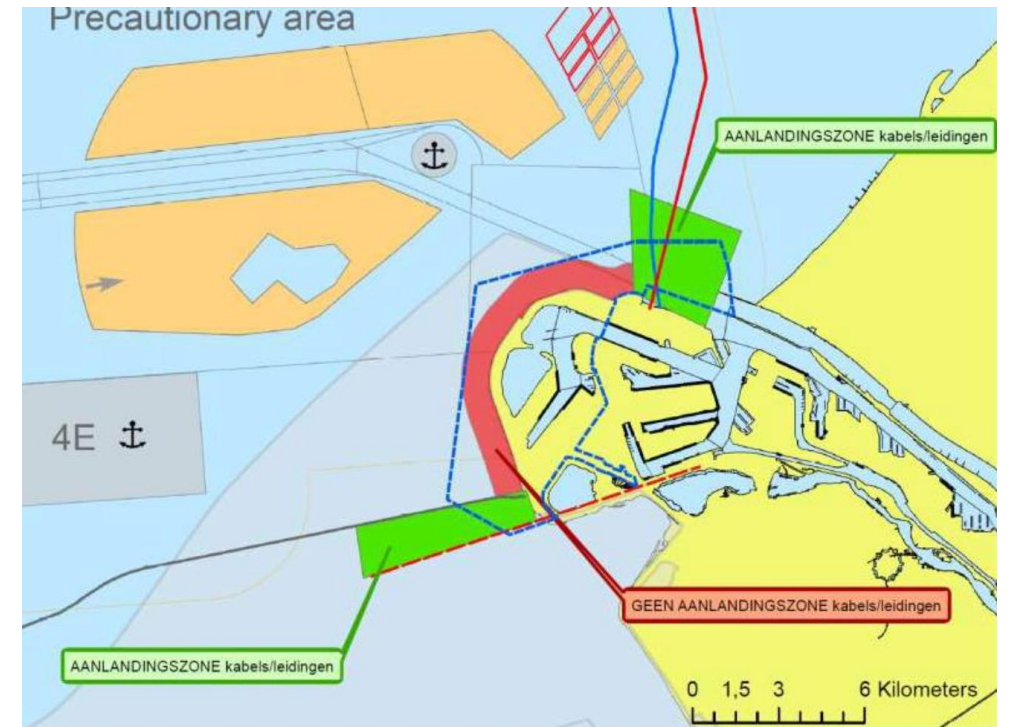 Precautionary area
AANLANDINGSZONE kabels/leidingen
4E
GEEN AANLANDINGSZONE kabels/leidingen
AANLANDINGSZONE kabels/leidingen
0 1,5 3 6 Kilometers